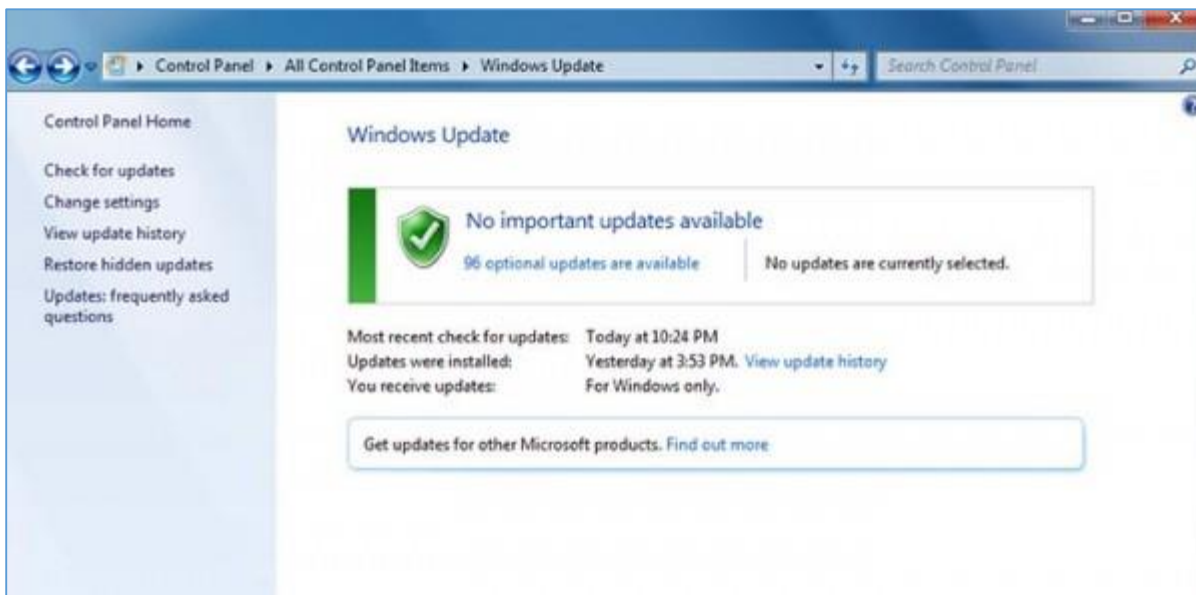 Control Panel All Control Panel Items Windows Update
Search Control Panel
Control Panel Home
Check for updates
Change settings
View update history
Restore hidden updates
Updates: frequently asked
questions
Windows Update
No important updates available
96 optional updates are available
No updates are currently selected.
Most recent check for updates: Today at 10:24 PM
Updates were installed: Yesterday at 3:53 PM. View update history
You receive updates: For Windows only.
Get updates for other Microsoft products. Find out more